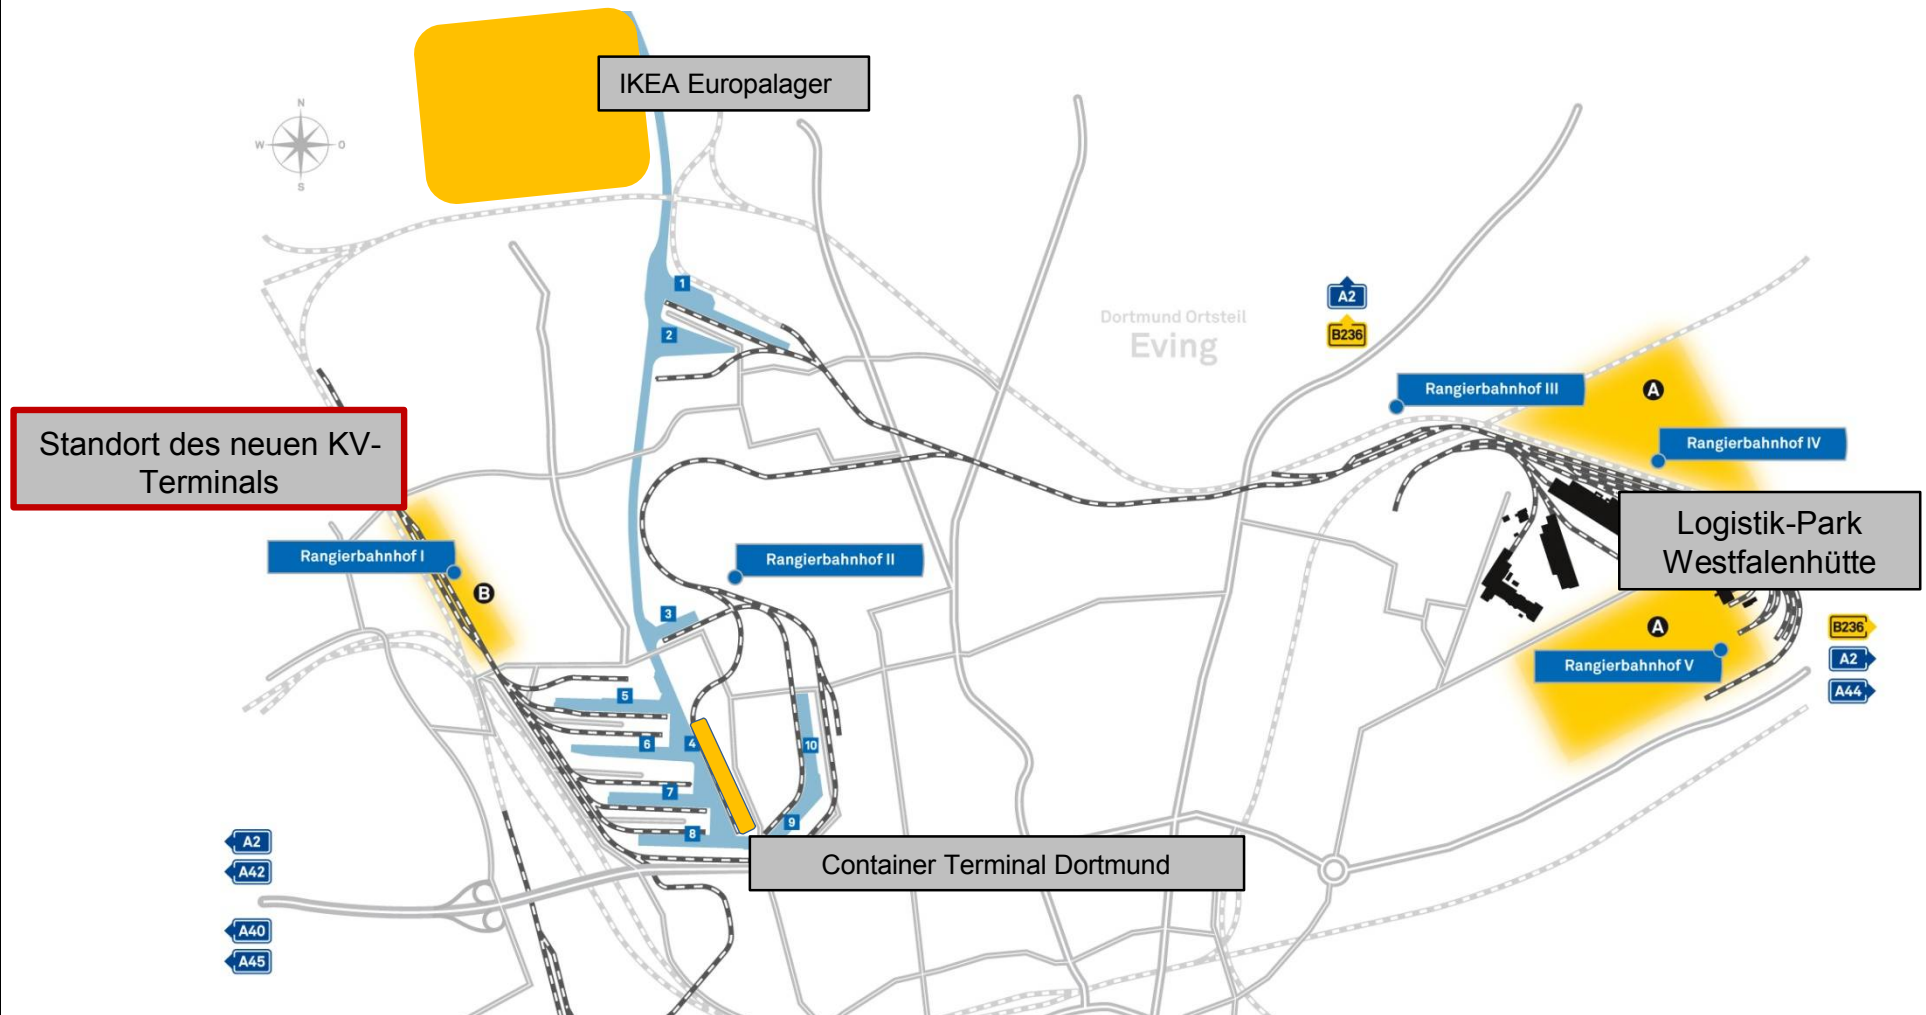 IKEA Europalager
N
W
O
S
1
2
A2
B236
Dortmund Ortsteil
Eving
Rangierbahnhof III
A
Rangierbahnhof IV
Standort des neuen KV-
Terminals
Logistik-Park
Westfalenhütte
Rangierbahnhof I
B
Rangierbahnhof II
3
A
Rangierbahnhof V
B236
A2
A44
5
6
4
10
7
8
9
A2
A42
A40
A45
Container Terminal Dortmund